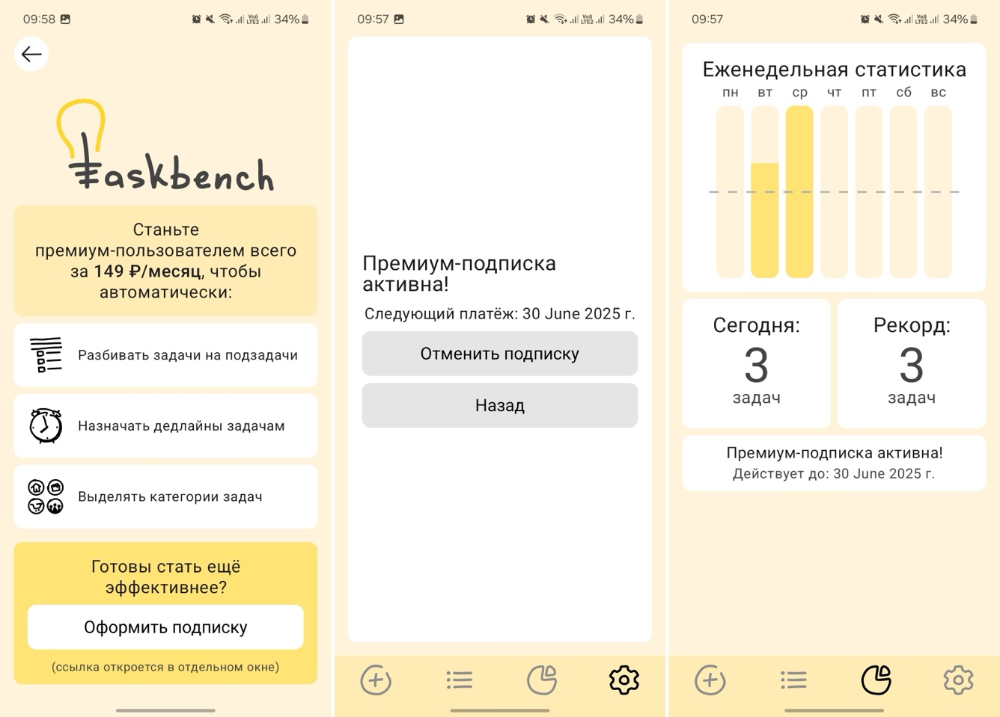 09:58
34%
taskbench
Станьте
премиум-пользователем всего
за 149 ₽/месяц, чтобы
автоматически:
Разбивать задачи на подзадачи
Назначать дедлайны задачам
Выделять категории задач
Готовы стать ещё
эффективнее?
Оформить подписку
(ссылка откроется в отдельном окне)
09:57
34%
Премиум-подписка
активна!
Следующий платёж: 30 June 2025 г.
Отменить подписку
Назад
09:57
34%
Еженедельная статистика
пн вт ср чт пт сб вс
Сегодня:
3
задач
Рекорд:
3
задач
Премиум-подписка активна!
Действует до: 30 June 2025 г.